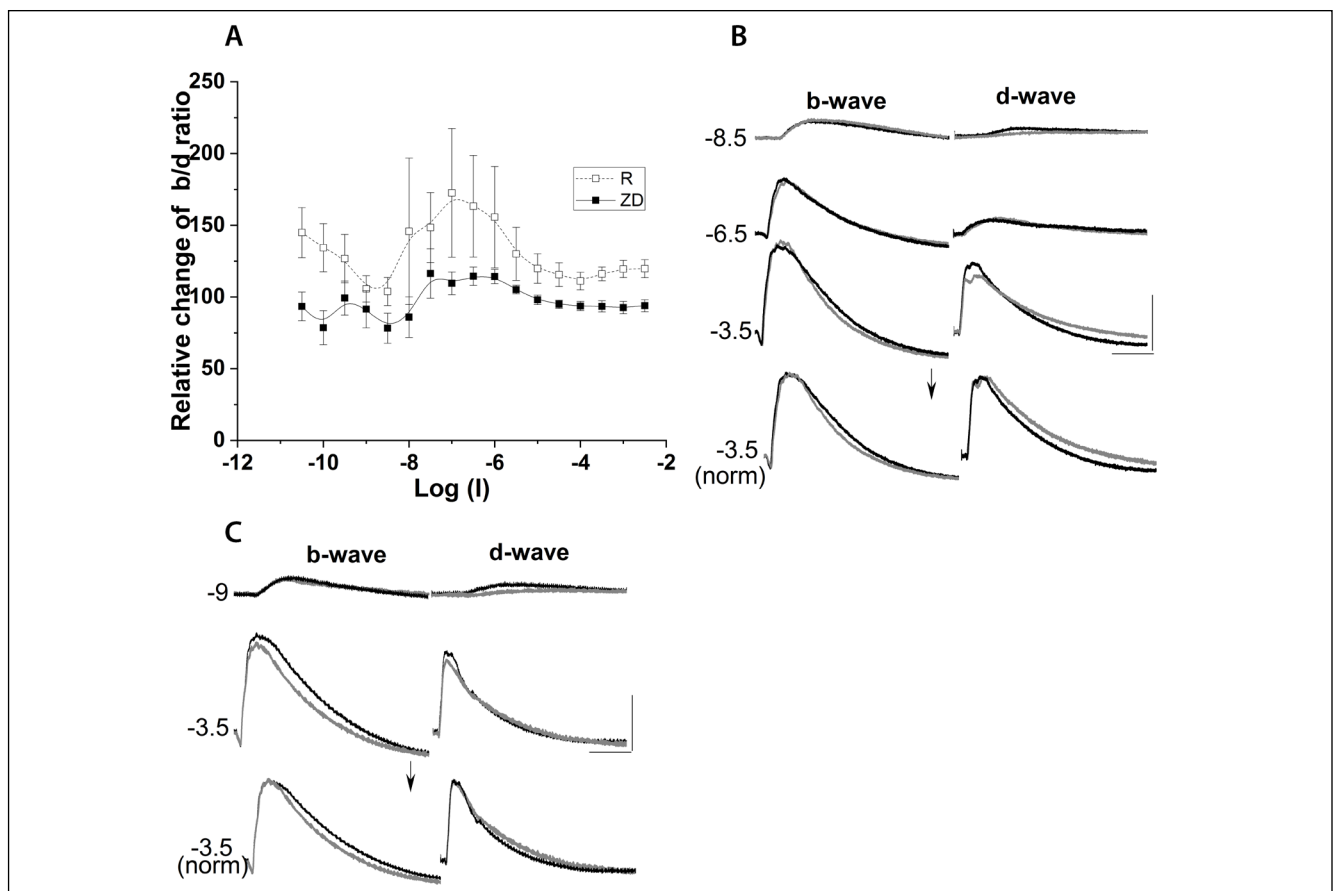 A
Relative change of b/d ratio
250
200
150
100
50
0
R
ZD
-12
-10
-8
-6
-4
-2
Log (I)
B
b-wave
d-wave
-8.5
-6.5
-3.5
-3.5
(norm)
C
b-wave
d-wave
-9
-3.5
-3.5
(norm)